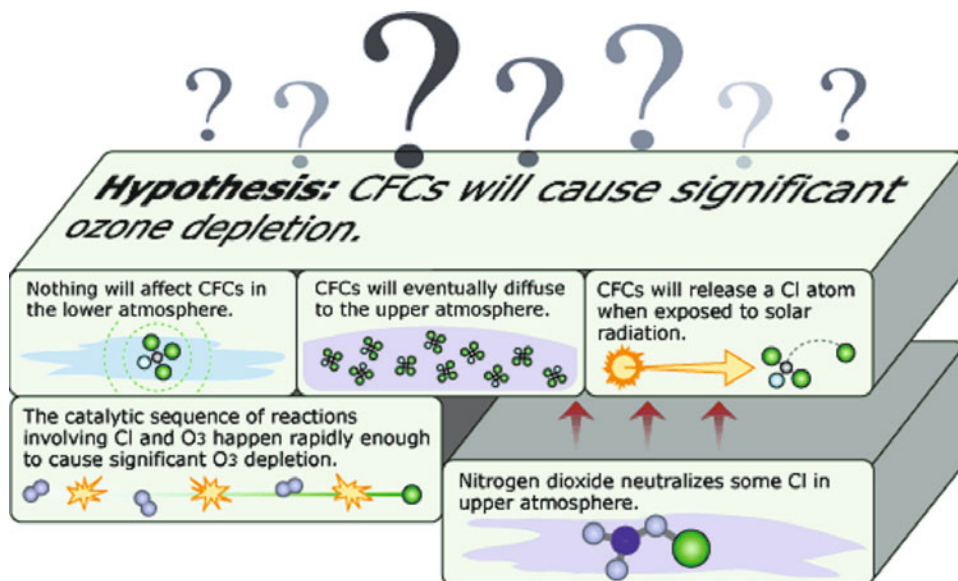 ? ? ? ? ? ? ?
Hypothesis: CFCs will cause significant
ozone depletion.
Nothing will affect CFCs in
the lower atmosphere.
CFCs will eventually diffuse
to the upper atmosphere.
CFCs will release a Cl atom
when exposed to solar
radiation.
The catalytic sequence of reactions
involving Cl and O3 happen rapidly enough
to cause significant O3 depletion.
Nitrogen dioxide neutralizes some Cl in
upper atmosphere.